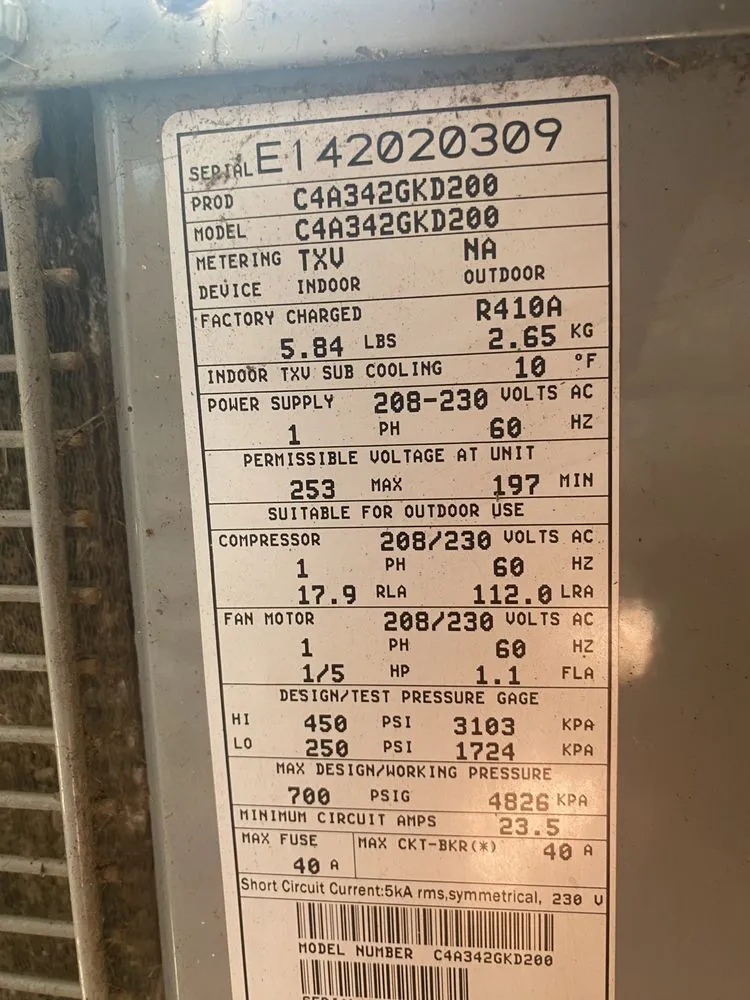 SERIAL E142020309
PROD C4A342GKD200
MODEL C4A342GKD200
METERING TXV NA
DEVICE INDOOR OUTDOOR
FACTORY CHARGED R410A
5.84 LBS 2.65 KG
INDOOR TXV SUB COOLING 10 °F
POWER SUPPLY 208-230 VOLTS AC
1 PH 60 HZ
PERMISSIBLE VOLTAGE AT UNIT
253 MAX 197 MIN
SUITABLE FOR OUTDOOR USE
COMPRESSOR 208/230 VOLTS AC
1 PH 60 HZ
17.9 RLA 112.0 LRA
FAN MOTOR 208/230 VOLTS AC
1 PH 60 HZ
1/5 HP 1.1 FLA
DESIGN/TEST PRESSURE GAGE
HI 450 PSI 3103 KPA
LO 250 PSI 1724 KPA
MAX DESIGN/WORKING PRESSURE
700 PSIG 4826 KPA
MINIMUM CIRCUIT AMPS 23.5
MAX FUSE MAX CKT-BKR(*) 40 A
40 A
Short Circuit Current:5kA rms,symmetrical, 230 V
MODEL NUMBER C4A342GKD200